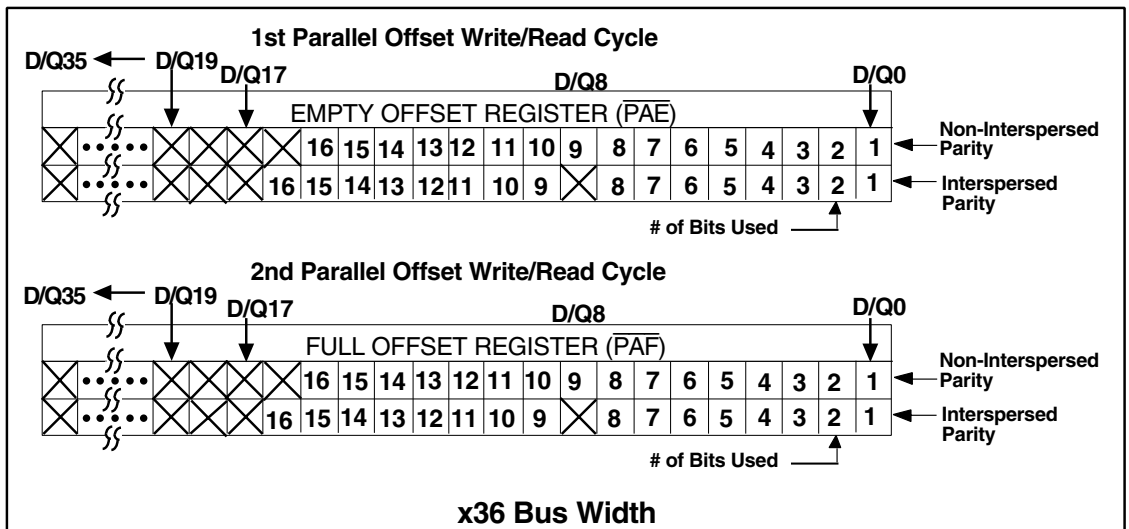 1st Parallel Offset Write/Read Cycle
D/Q35 D/Q19 D/Q17 D/Q8 D/Q0
EMPTY OFFSET REGISTER (PAE)
16 15 14 13 12 11 10 9 8 7 6 5 4 3 2 1 Non-Interspersed Parity
16 15 14 13 12 11 10 9 8 7 6 5 4 3 2 1 Interspersed Parity
# of Bits Used
2nd Parallel Offset Write/Read Cycle
D/Q35 D/Q19 D/Q17 D/Q8 D/Q0
FULL OFFSET REGISTER (PAF)
16 15 14 13 12 11 10 9 8 7 6 5 4 3 2 1 Non-Interspersed Parity
16 15 14 13 12 11 10 9 8 7 6 5 4 3 2 1 Interspersed Parity
# of Bits Used
x36 Bus Width